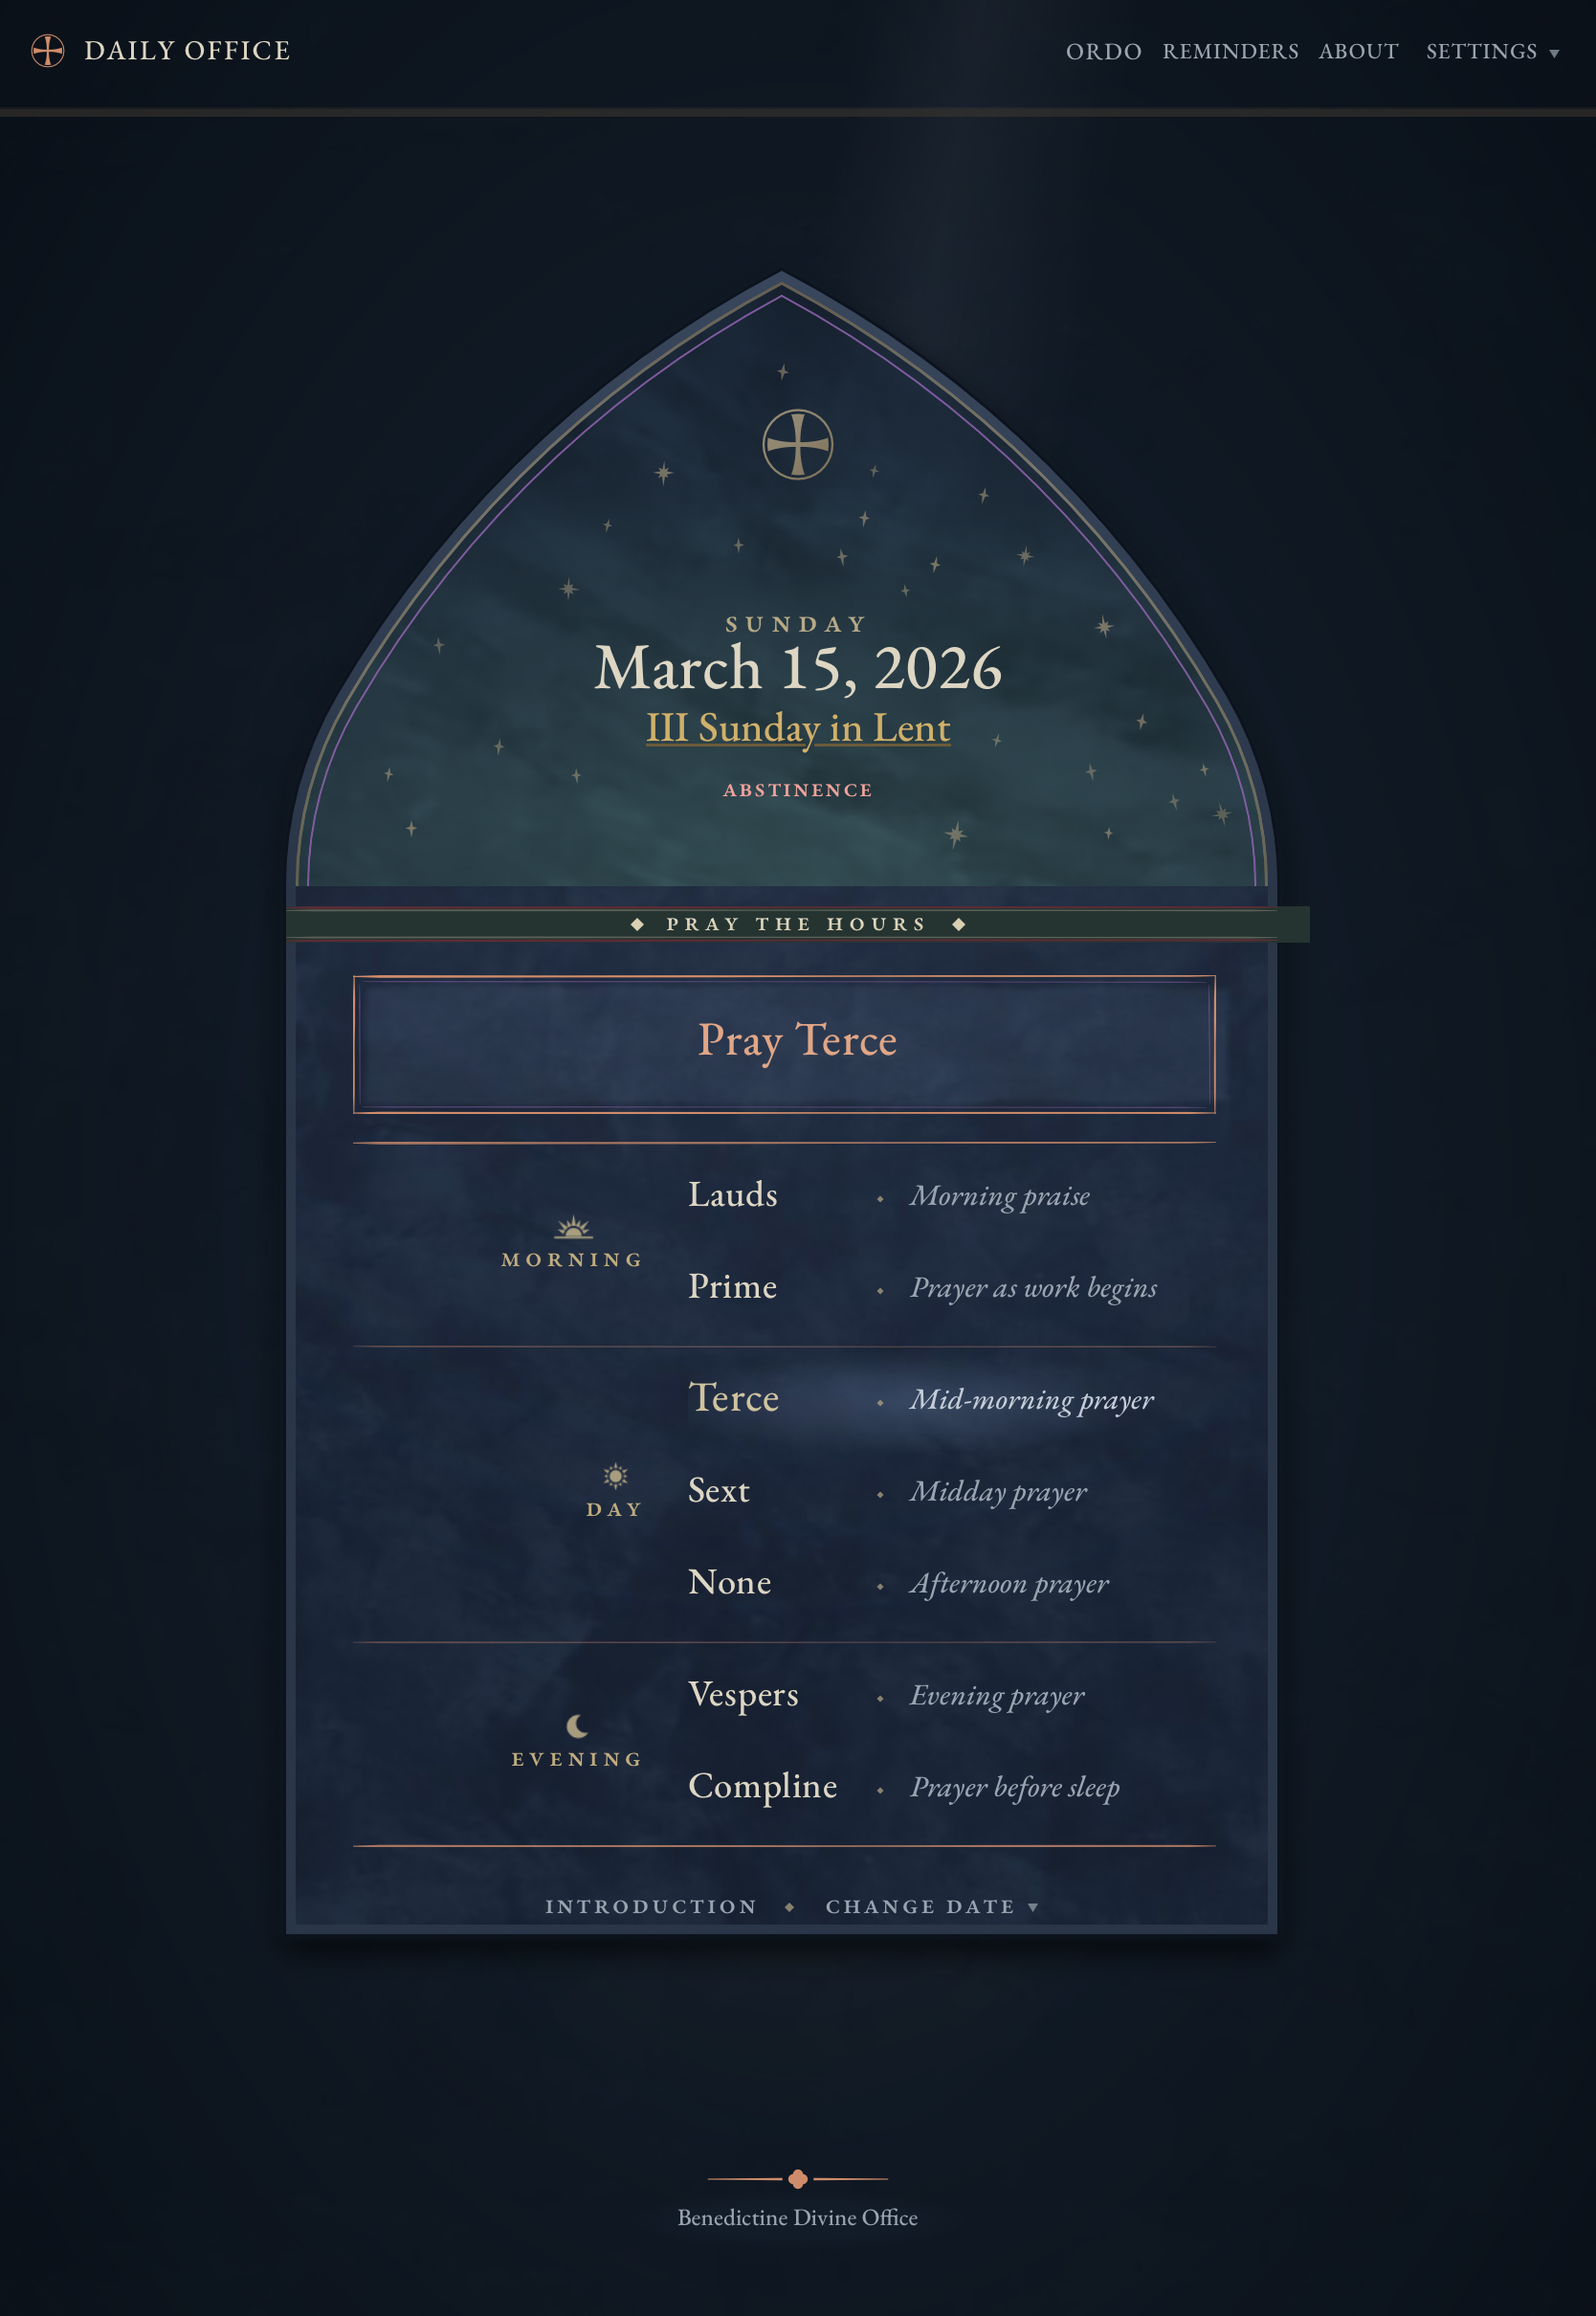 DAILY OFFICE
ORDO REMINDERS ABOUT SETTINGS ▼
SUNDAY
March 15, 2026
III Sunday in Lent
ABSTINENCE
◆ PRAY THE HOURS ◆
Pray Terce
MORNING
Lauds ◆ Morning praise
Prime ◆ Prayer as work begins
DAY
Terce ◆ Mid-morning prayer
Sext ◆ Midday prayer
None ◆ Afternoon prayer
EVENING
Vespers ◆ Evening prayer
Compline ◆ Prayer before sleep
INTRODUCTION ◆ CHANGE DATE ▼
Benedictine Divine Office